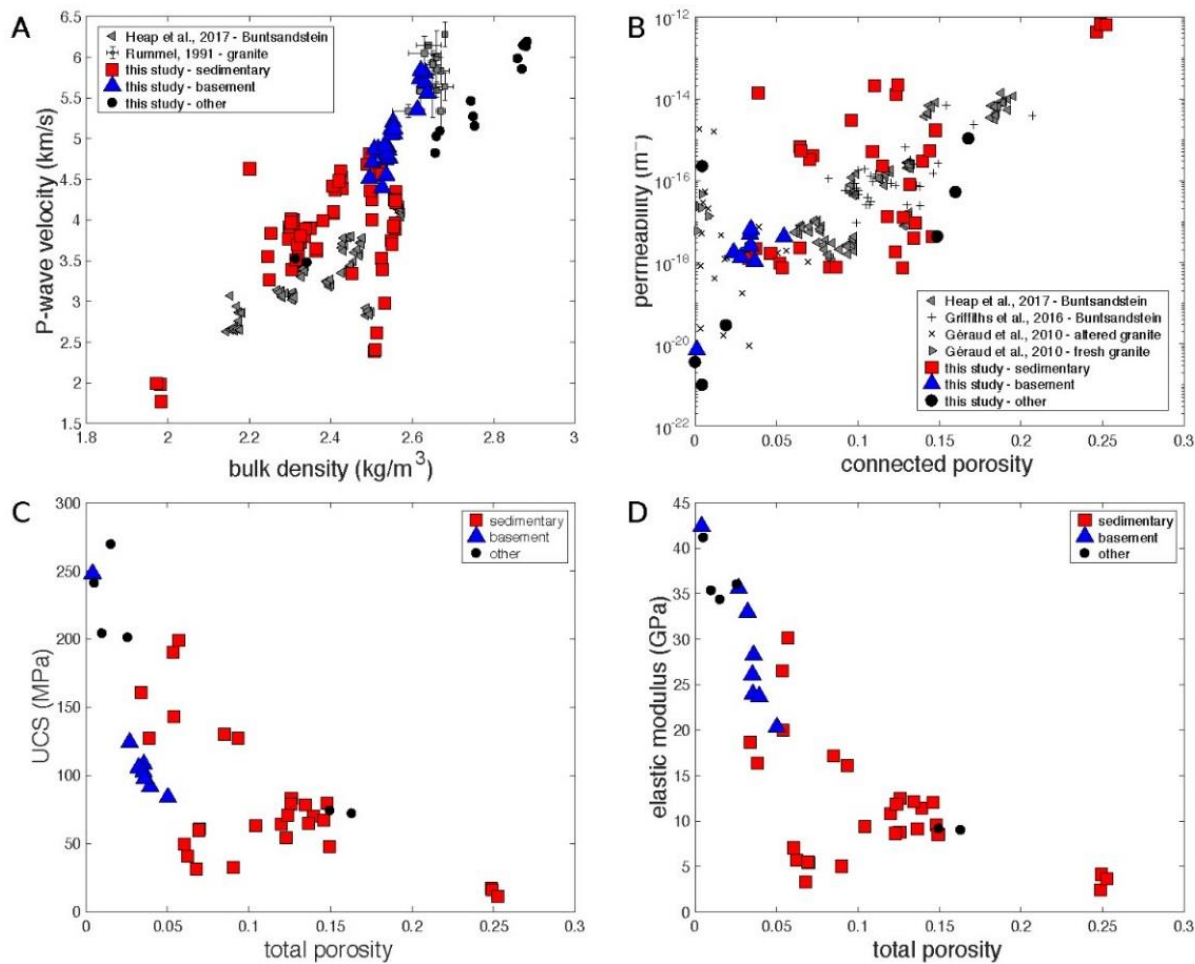 A
P-wave velocity (km/s)
6.5
6
5.5
5
4.5
4
3.5
3
2.5
2
1.5
Heap et al., 2017 - Buntsandstein
Rummel, 1991 - granite
this study - sedimentary
this study - basement
this study - other
1.8 2 2.2 2.4 2.6 2.8 3
bulk density (kg/m³)
B
permeability (m⁻)
10⁻¹²
10⁻¹⁴
10⁻¹⁶
10⁻¹⁸
10⁻²⁰
10⁻²²
Heap et al., 2017 - Buntsandstein
Griffiths et al., 2016 - Buntsandstein
Géraud et al., 2010 - altered granite
Géraud et al., 2010 - fresh granite
this study - sedimentary
this study - basement
this study - other
0 0.05 0.1 0.15 0.2 0.25 0.3
connected porosity
C
UCS (MPa)
300
250
200
150
100
50
0
sedimentary
basement
other
0 0.05 0.1 0.15 0.2 0.25 0.3
total porosity
D
elastic modulus (GPa)
45
40
35
30
25
20
15
10
5
0
sedimentary
basement
other
0 0.05 0.1 0.15 0.2 0.25 0.3
total porosity